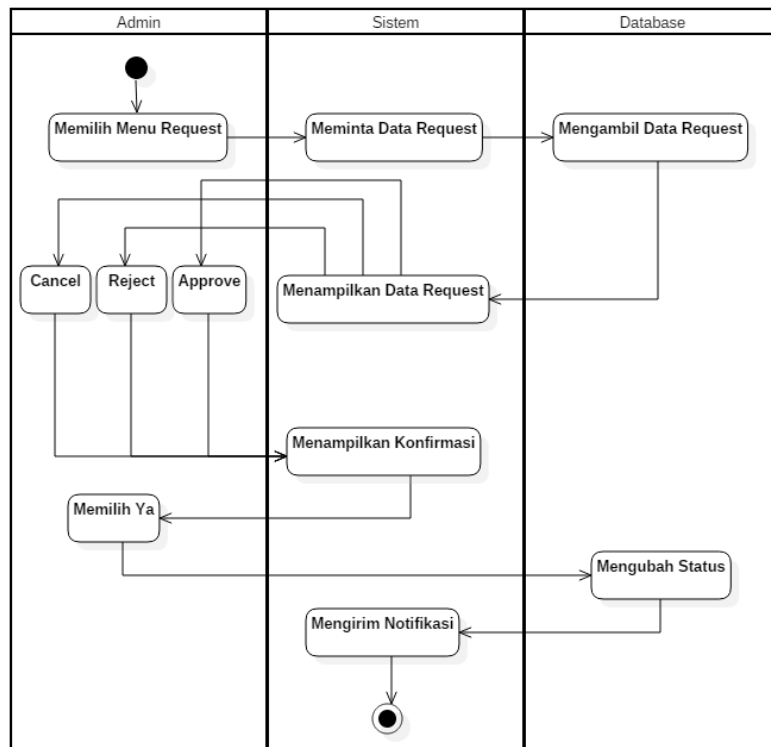 Admin
Sistem
Database
Memilih Menu Request
Meminta Data Request
Mengambil Data Request
Cancel
Reject
Approve
Menampilkan Data Request
Menampilkan Konfirmasi
Memilih Ya
Mengubah Status
Mengirim Notifikasi